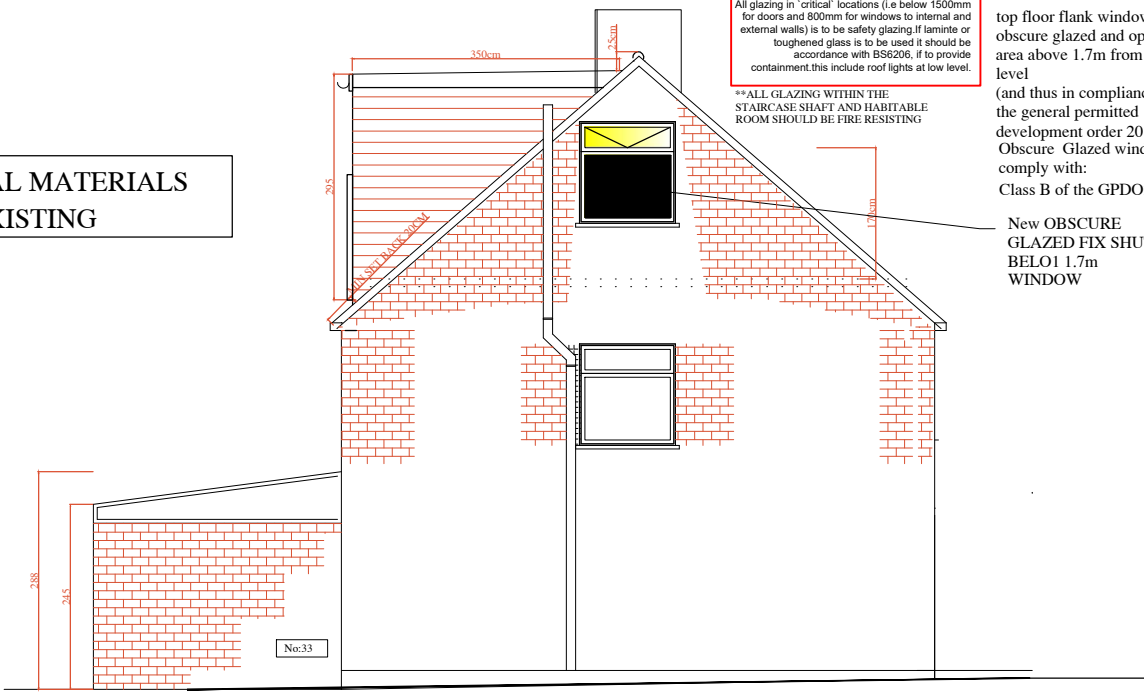 All glazing in `critical` locations (i.e below 1500mm
for doors and 800mm for windows to internal and
external walls) is to be safety glazing.If laminte or
toughened glass is to be used it should be
accordance with BS6206, if to provide
containment.this include roof lights at low level.
**ALL GLAZING WITHIN THE
STAIRCASE SHAFT AND HABITABLE
ROOM SHOULD BE FIRE RESISTING
top floor flank window
obscure glazed and op
area above 1.7m from
level
(and thus in complianc
the general permitted
development order 20
Obscure Glazed wind
comply with:
Class B of the GPDO
New OBSCURE
GLAZED FIX SHU
BELO1 1.7m
WINDOW
AL MATERIALS
XISTING
350cm
25cm
295
MIN SET BACK 20CM
288
245
No:33